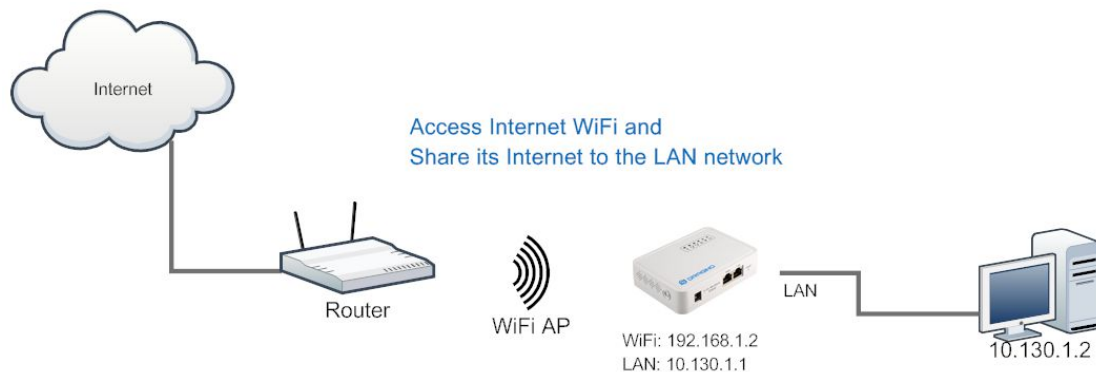 Internet
Access Internet WiFi and
Share its Internet to the LAN network
Router
WiFi AP
DRAGINO
WiFi: 192.168.1.2
LAN: 10.130.1.1
LAN
10.130.1.2